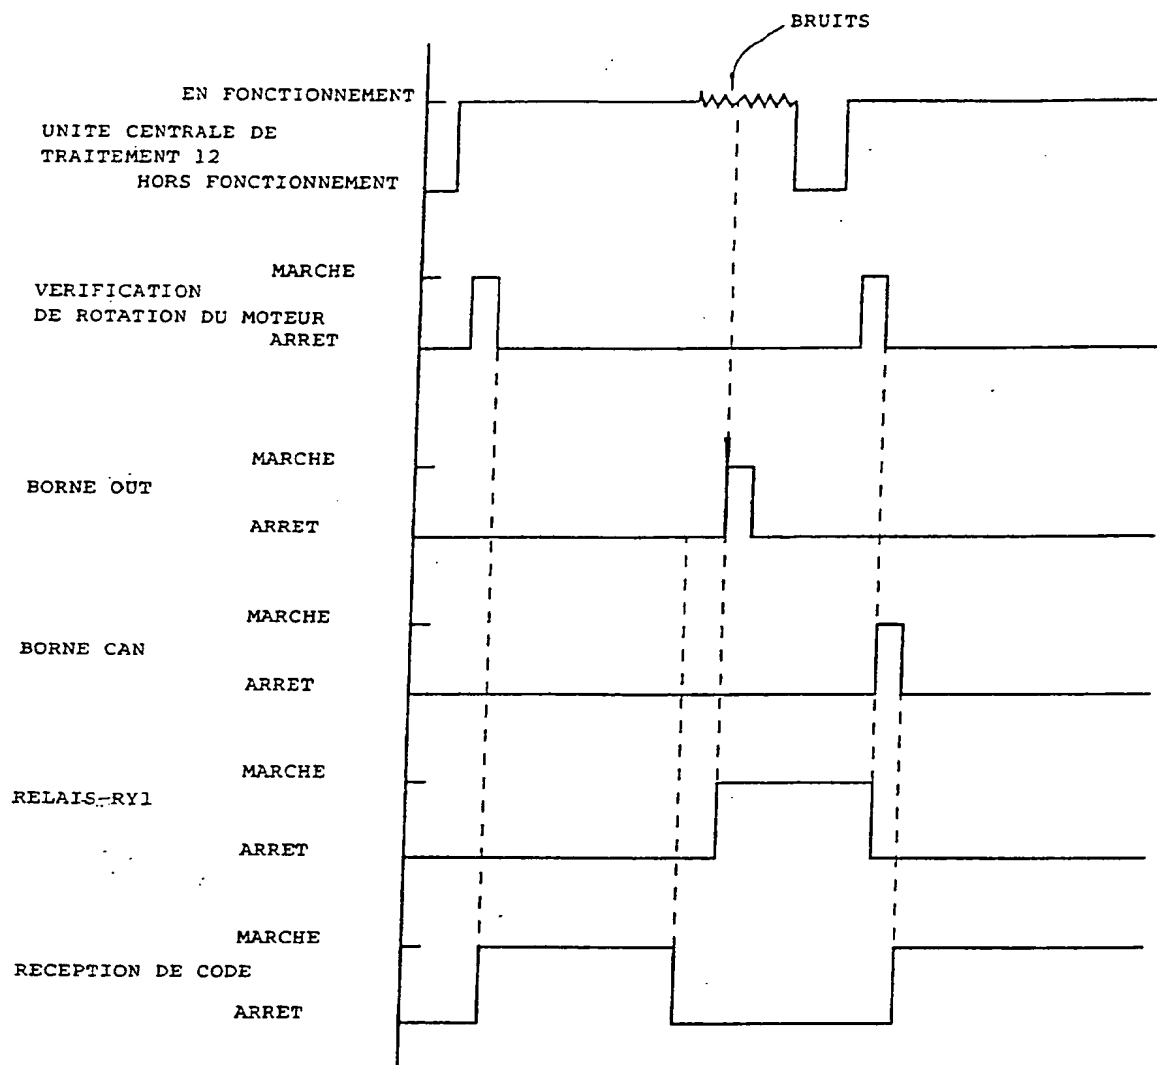 BRUITS
EN FONCTIONNEMENT
UNITE CENTRALE DE
TRAITEMENT 12
HORS FONCTIONNEMENT
MARCHE
VERIFICATION
DE ROTATION DU MOTEUR
ARRET
MARCHE
BORNE OUT
ARRET
MARCHE
BORNE CAN
ARRET
MARCHE
RELAIS-RY1
ARRET
MARCHE
RECEPTION DE CODE
ARRET